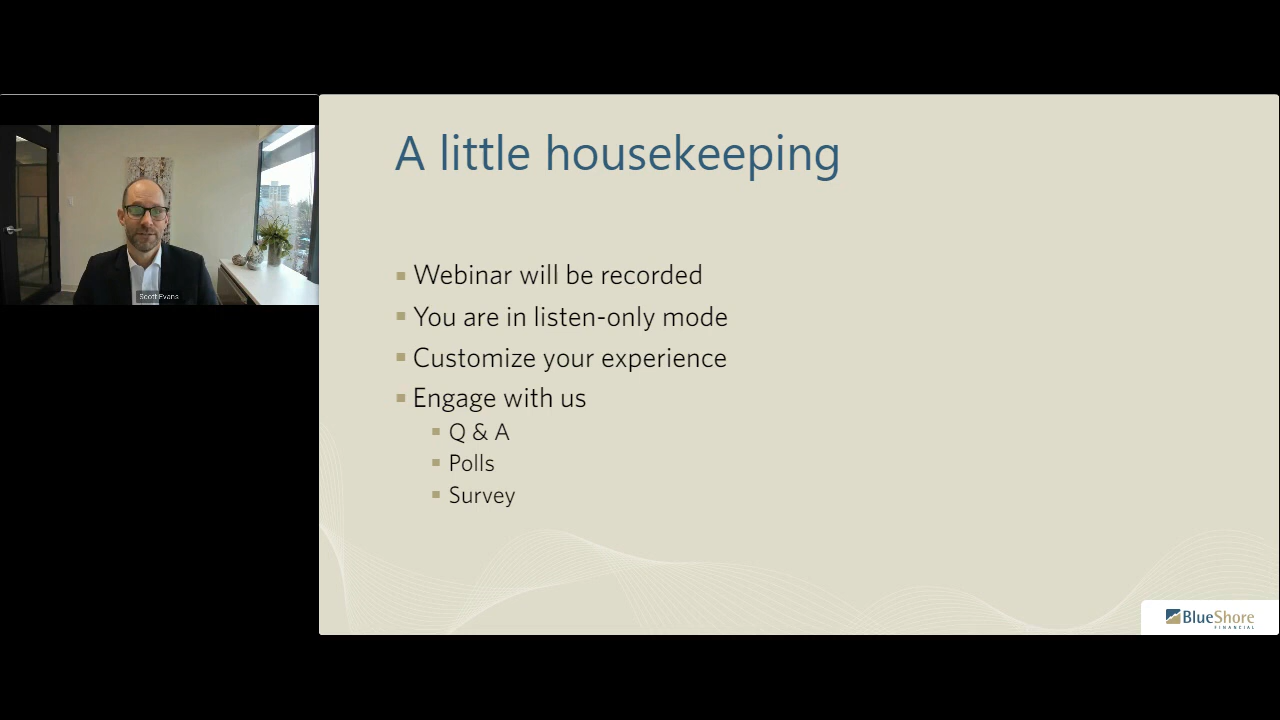 A little housekeeping
Webinar will be recorded
You are in listen-only mode
Customize your experience
Engage with us
Q & A
Polls
Survey
Scott Evans
BlueShore
FINANCIAL